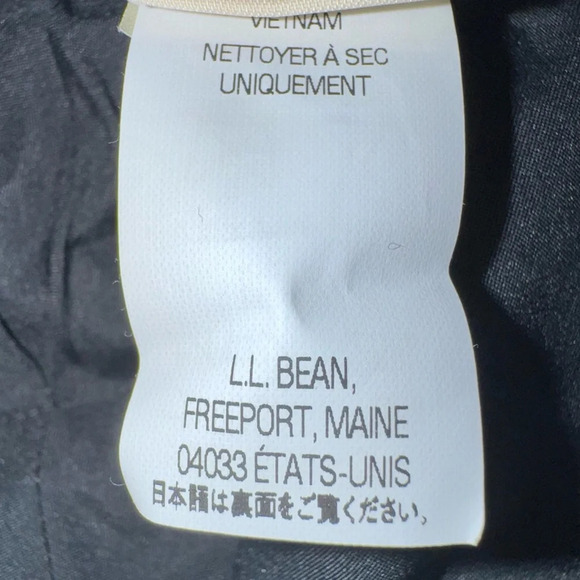 VIETNAM
NETTOYER À SEC
UNIQUEMENT
L.L. BEAN,
FREEPORT, MAINE
04033 ÉTATS-UNIS
日本語は裏面をご覧ください。